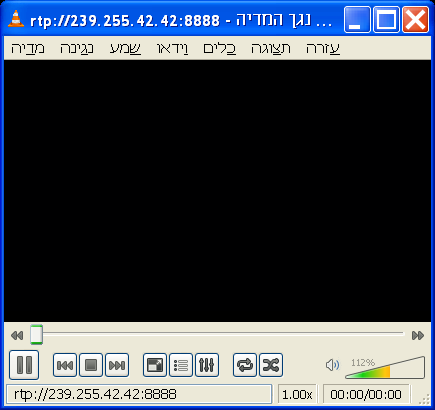 rtp://239.255.42.42:8888 - נגן המדיה ...
מדיה נגינה שמע וידאו כלים תצוגה עזרה
112%
rtp://239.255.42.42:8888 1.00x 00:00/00:00